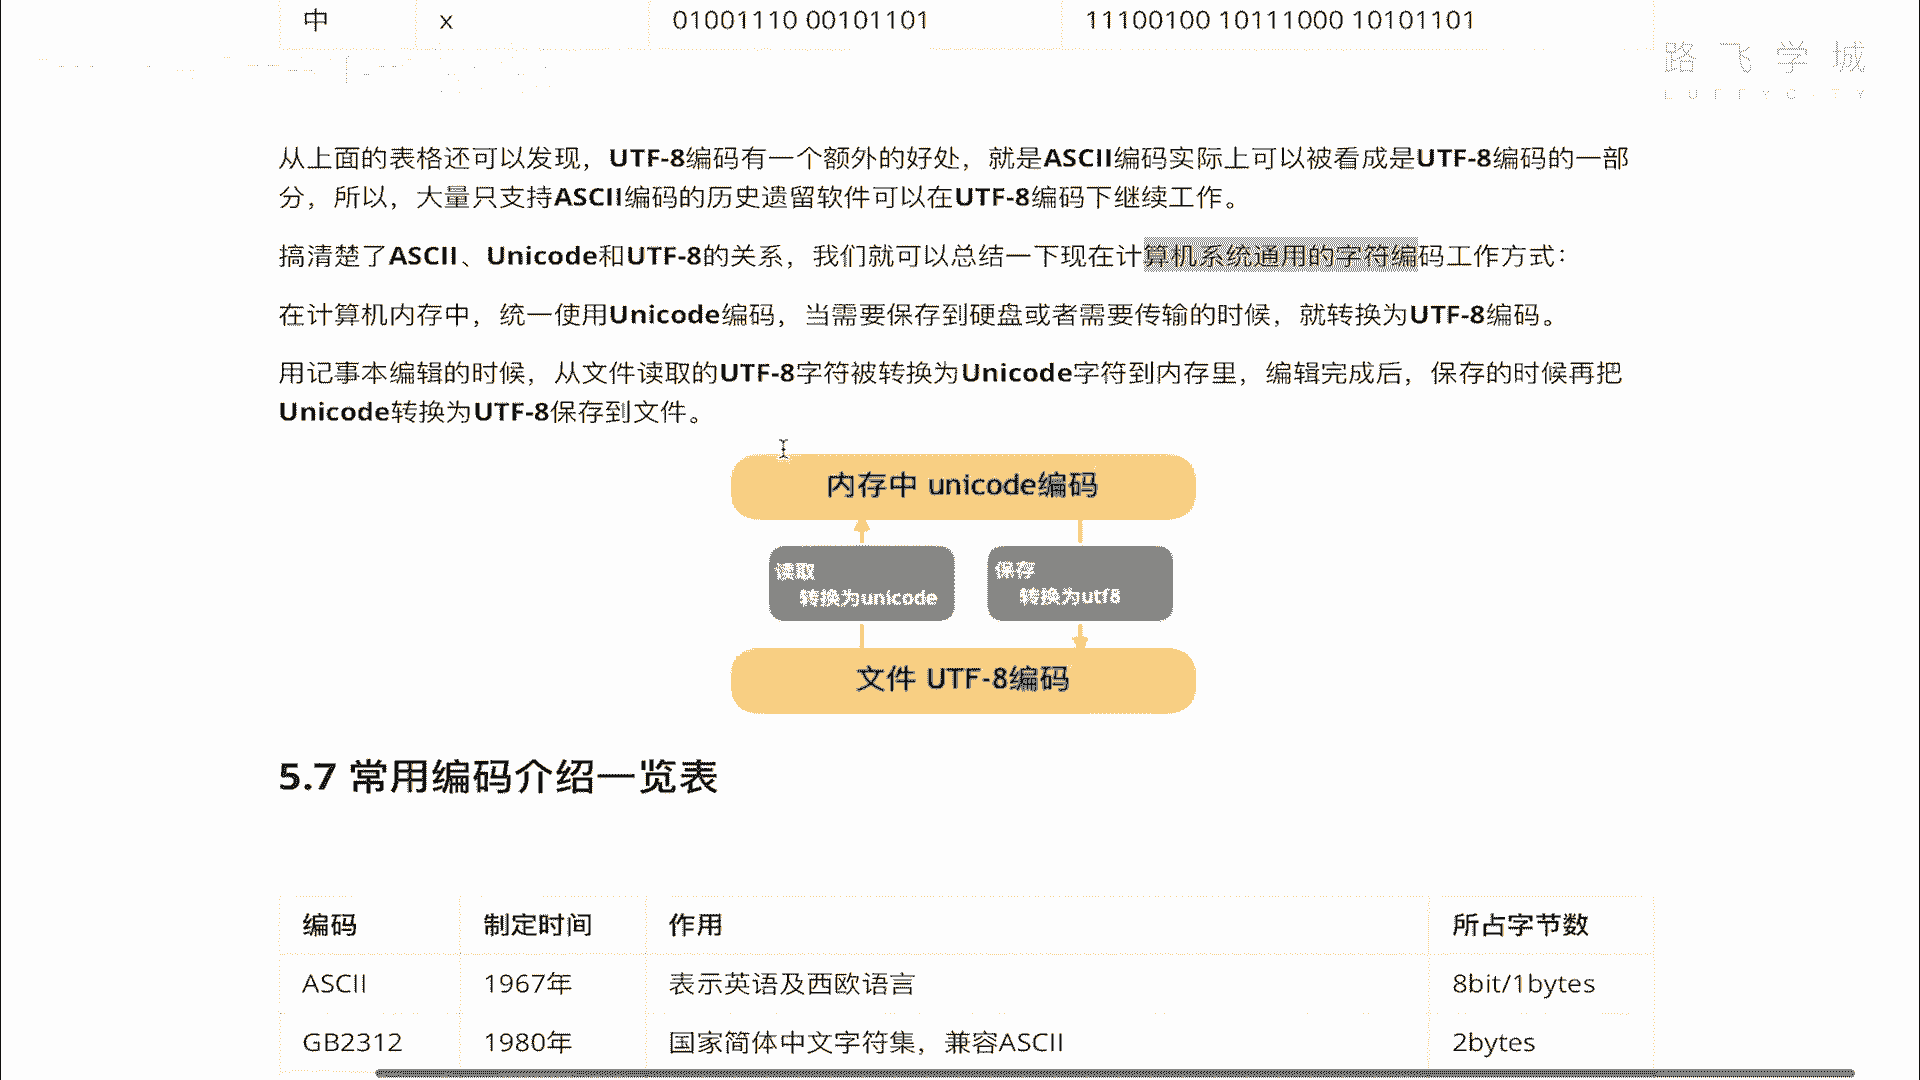 中 x 01001110 00101101 11100100 10111000 10101101
路飞学城
LUFFYCITY
从上面的表格还可以发现，UTF-8编码有一个额外的好处，就是ASCII编码实际上可以被看成是UTF-8编码的一部
分，所以，大量只支持ASCII编码的历史遗留软件可以在UTF-8编码下继续工作。
搞清楚了ASCII、Unicode和UTF-8的关系，我们就可以总结一下现在计算机系统通用的字符编码工作方式：
在计算机内存中，统一使用Unicode编码，当需要保存到硬盘或者需要传输的时候，就转换为UTF-8编码。
用记事本编辑的时候，从文件读取的UTF-8字符被转换为Unicode字符到内存里，编辑完成后，保存的时候再把
Unicode转换为UTF-8保存到文件。
内存中 unicode编码
读取
转换为unicode
保存
转换为utf8
文件 UTF-8编码
5.7 常用编码介绍一览表
编码 制定时间 作用 所占字节数
ASCII 1967年 表示英语及西欧语言 8bit/1bytes
GB2312 1980年 国家简体中文字符集，兼容ASCII 2bytes